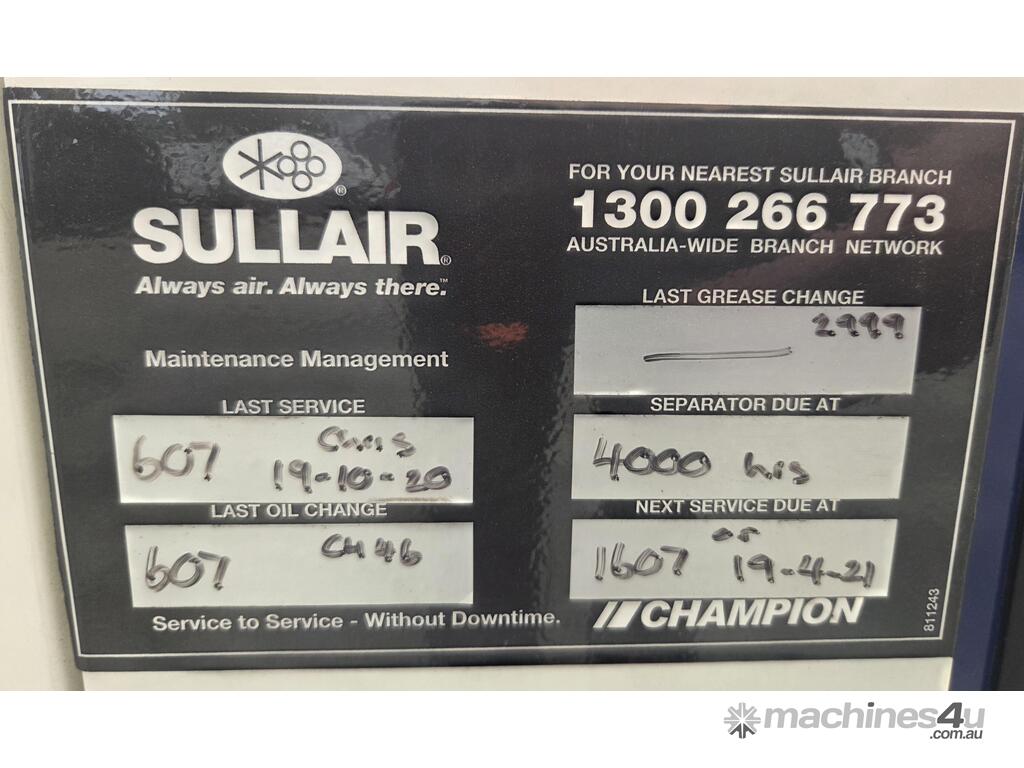 SULLAIR®
Always air. Always there.™
Maintenance Management
LAST SERVICE
607 Chris
19-10-20
LAST OIL CHANGE
607 CH46
Service to Service - Without Downtime.
FOR YOUR NEAREST SULLAIR BRANCH
1300 266 773
AUSTRALIA-WIDE BRANCH NETWORK
LAST GREASE CHANGE
2999
SEPARATOR DUE AT
4000 hrs
NEXT SERVICE DUE AT
1607 or 19-4-21
CHAMPION
811243
machines4u
.com.au